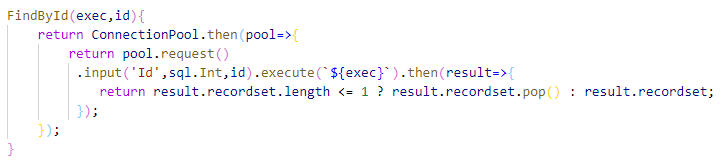 FindById(exec,id){
return ConnectionPool.then(pool=>{
return pool.request()
.input('Id',sql.Int,id).execute(`${exec}`).then(result=>{
return result.recordset.length <= 1 ? result.recordset.pop() : result.recordset;
});
});
}